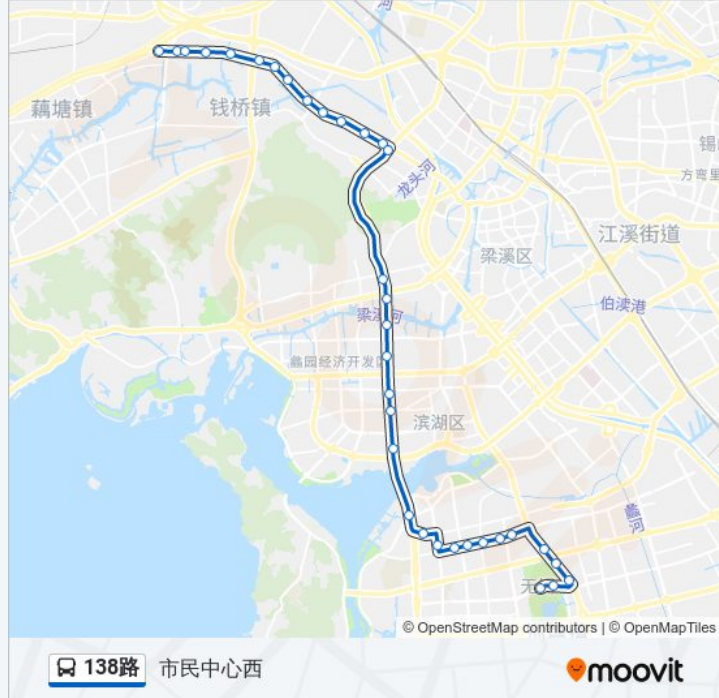 河
藕塘镇
钱桥镇
锡
方弯里
龙头河
江溪街道
梁溪区
伯渎港
梁溪河
蠡园经济开发区
滨湖区
蠡河
无
© OpenStreetMap contributors | © OpenMapTiles
138路 市民中心西
moovit